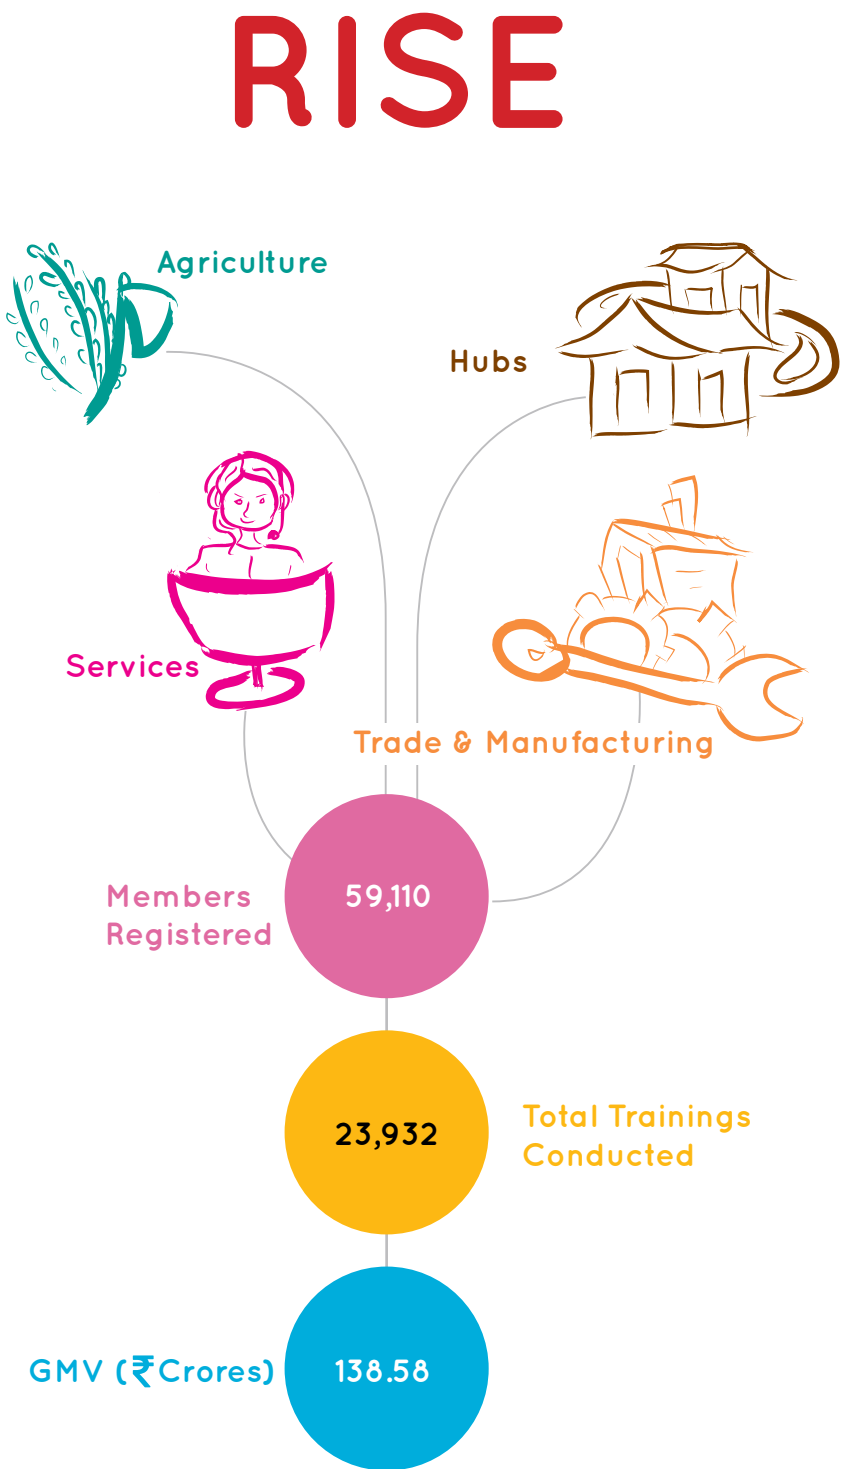 RISE
Agriculture
Hubs
Services
Trade & Manufacturing
Members
Registered
59,110
23,932
Total Trainings
Conducted
GMV (₹Crores)
138.58